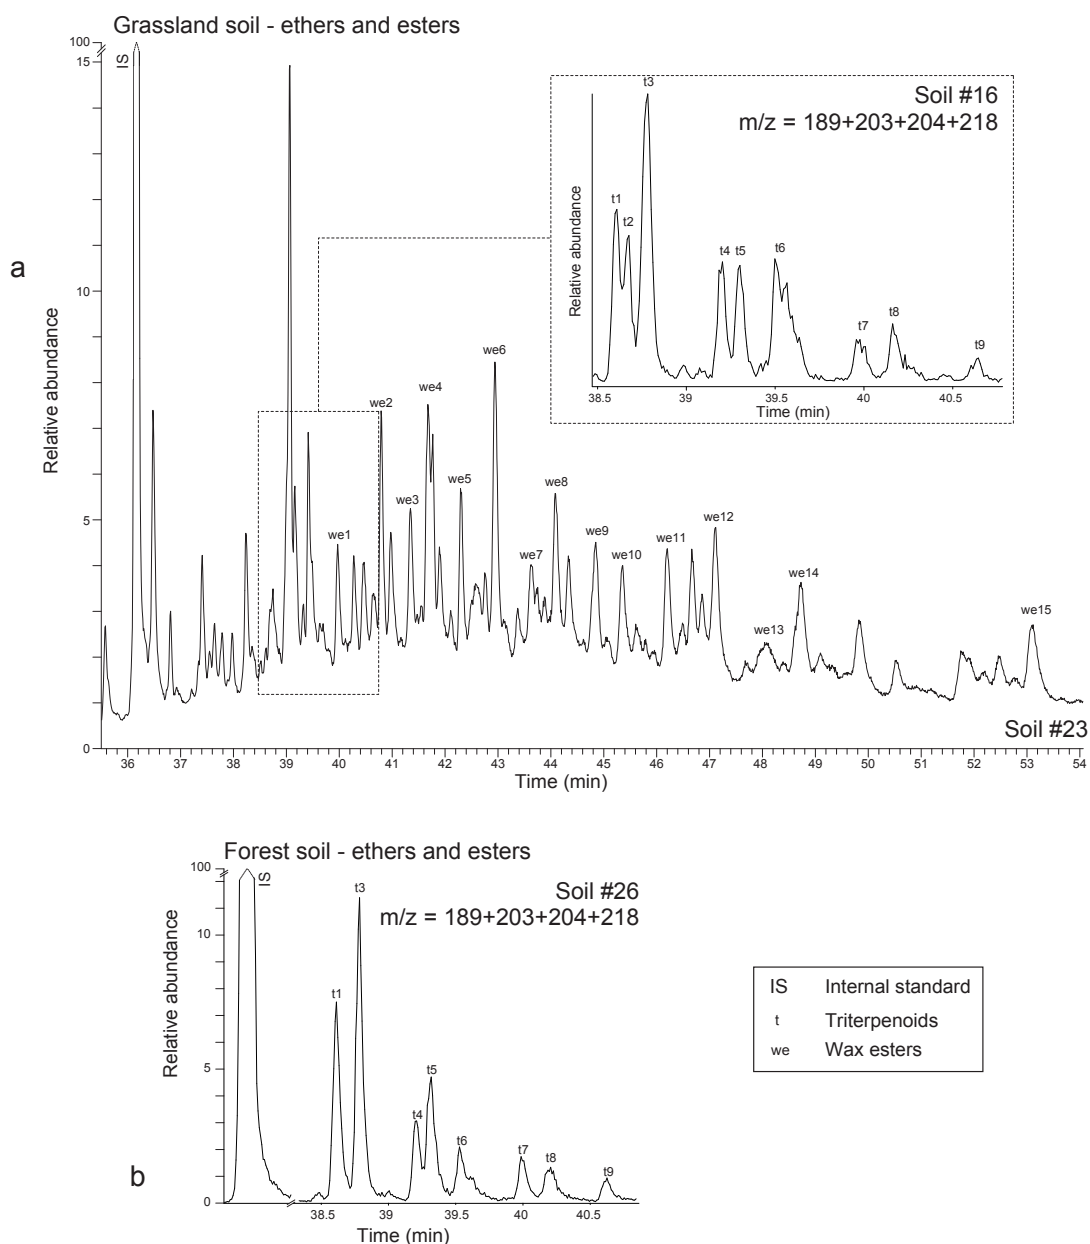 Grassland soil - ethers and esters
a
Relative abundance
100
15
10
5
0
IS
we1
we2
we3
we4
we5
we6
we7
we8
we9
we10
we11
we12
we13
we14
we15
36 37 38 39 40 41 42 43 44 45 46 47 48 49 50 51 52 53 54
Time (min)
Soil #23
Soil #16
m/z = 189+203+204+218
Relative abundance
t1
t2
t3
t4
t5
t6
t7
t8
t9
38.5 39 39.5 40 40.5
Time (min)
Forest soil - ethers and esters
b
Soil #26
m/z = 189+203+204+218
Relative abundance
100
10
5
0
IS
t1
t3
t4
t5
t6
t7
t8
t9
38.5 39 39.5 40 40.5
Time (min)
IS Internal standard
t Triterpenoids
we Wax esters